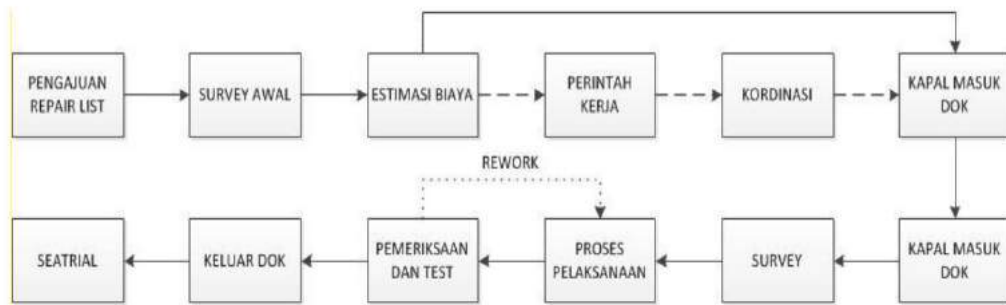 PENGAJUAN
REPAIR LIST
SURVEY AWAL
ESTIMASI BIAYA
PERINTAH
KERJA
KORDINASI
KAPAL MASUK
DOK
REWORK
SEATRIAL
KELUAR DOK
PEMERIKSAAN
DAN TEST
PROSES
PELAKSANAAN
SURVEY
KAPAL MASUK
DOK